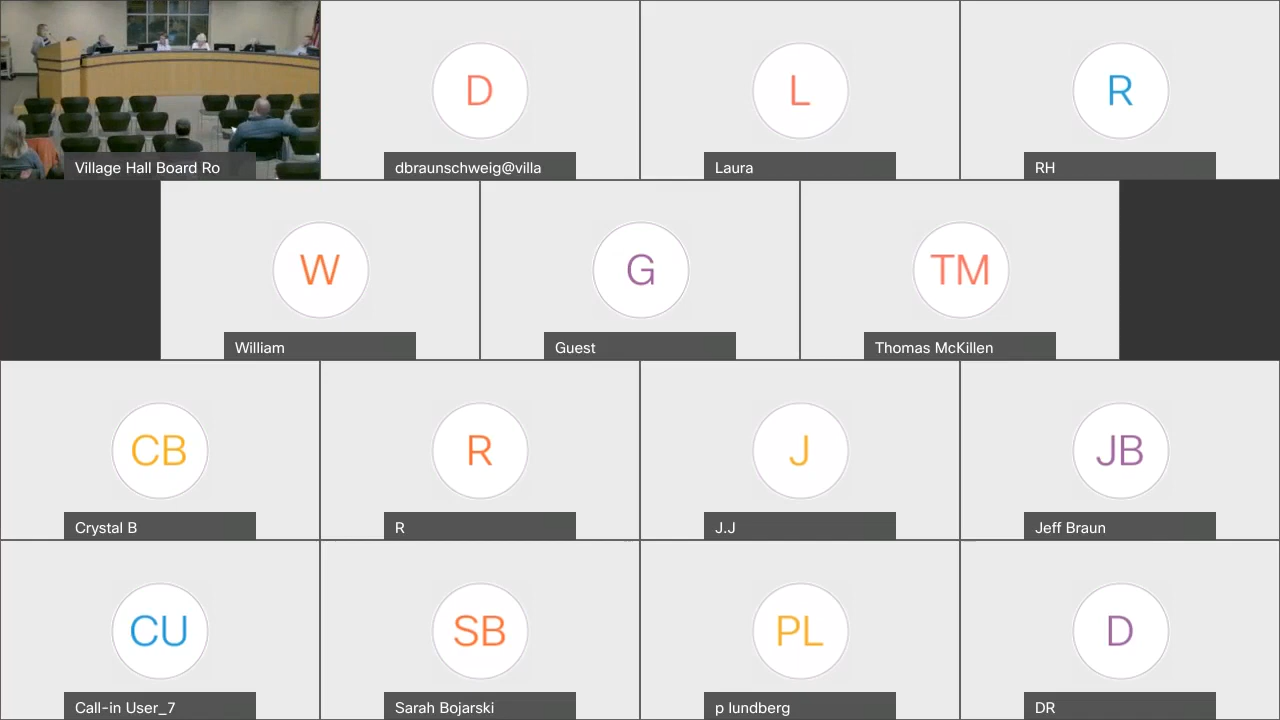 D
L
R
Village Hall Board Ro
dbraunschweig@villa
Laura
RH
W
G
TM
William
Guest
Thomas McKillen
CB
R
J
JB
Crystal B
R
J.J
Jeff Braun
CU
SB
PL
D
Call-in User_7
Sarah Bojarski
p lundberg
DR